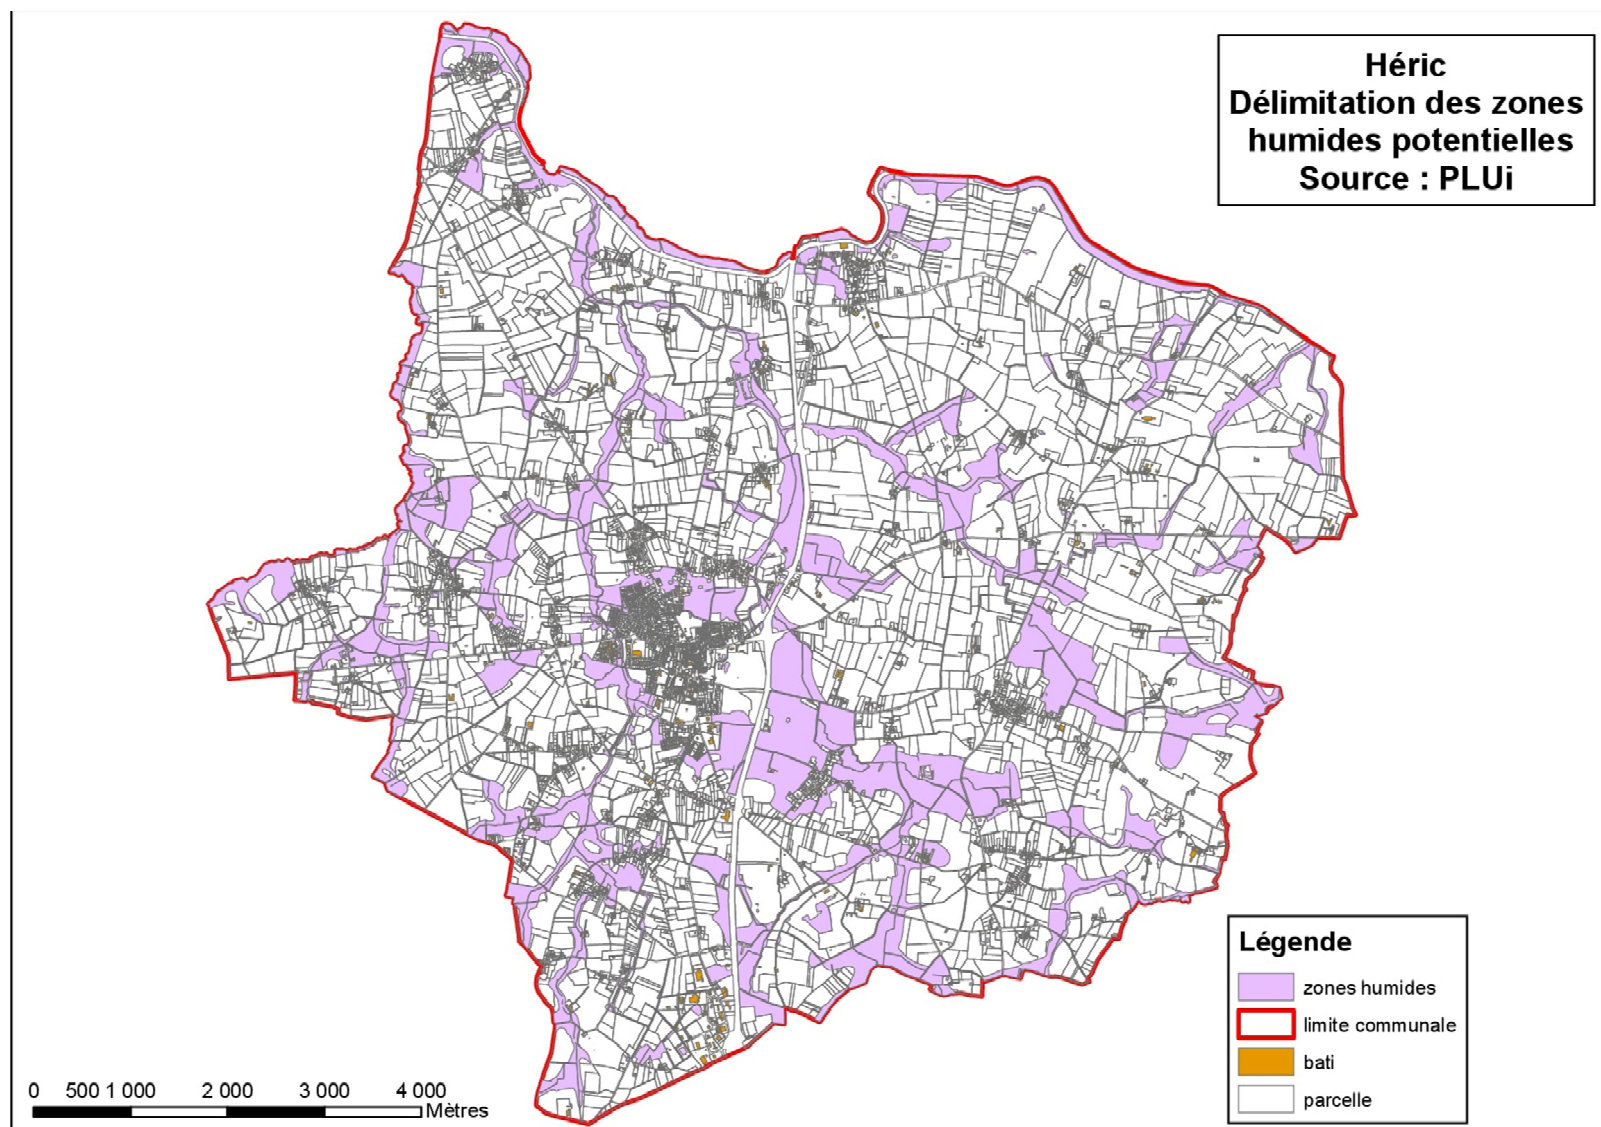 Héric
Délimitation des zones
humides potentielles
Source : PLUi
Légende
zones humides
limite communale
bati
parcelle
0 500 1 000 2 000 3 000 4 000
Mètres